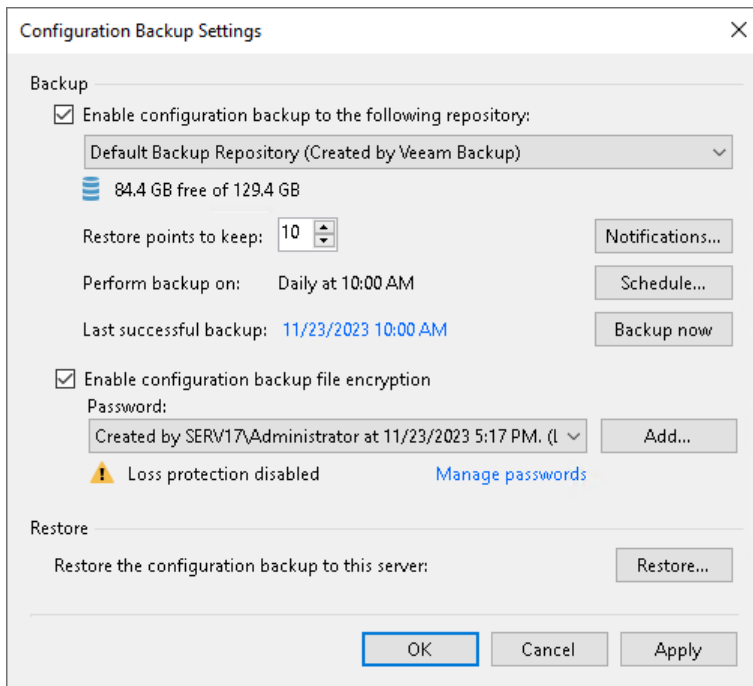 Configuration Backup Settings
Backup
Enable configuration backup to the following repository:
Default Backup Repository (Created by Veeam Backup)
84.4 GB free of 129.4 GB
Restore points to keep: 10 Notifications...
Perform backup on: Daily at 10:00 AM Schedule...
Last successful backup: 11/23/2023 10:00 AM Backup now
Enable configuration backup file encryption
Password:
Created by SERV17\Administrator at 11/23/2023 5:17 PM. (L Add...
Loss protection disabled Manage passwords
Restore
Restore the configuration backup to this server: Restore...
OK Cancel Apply